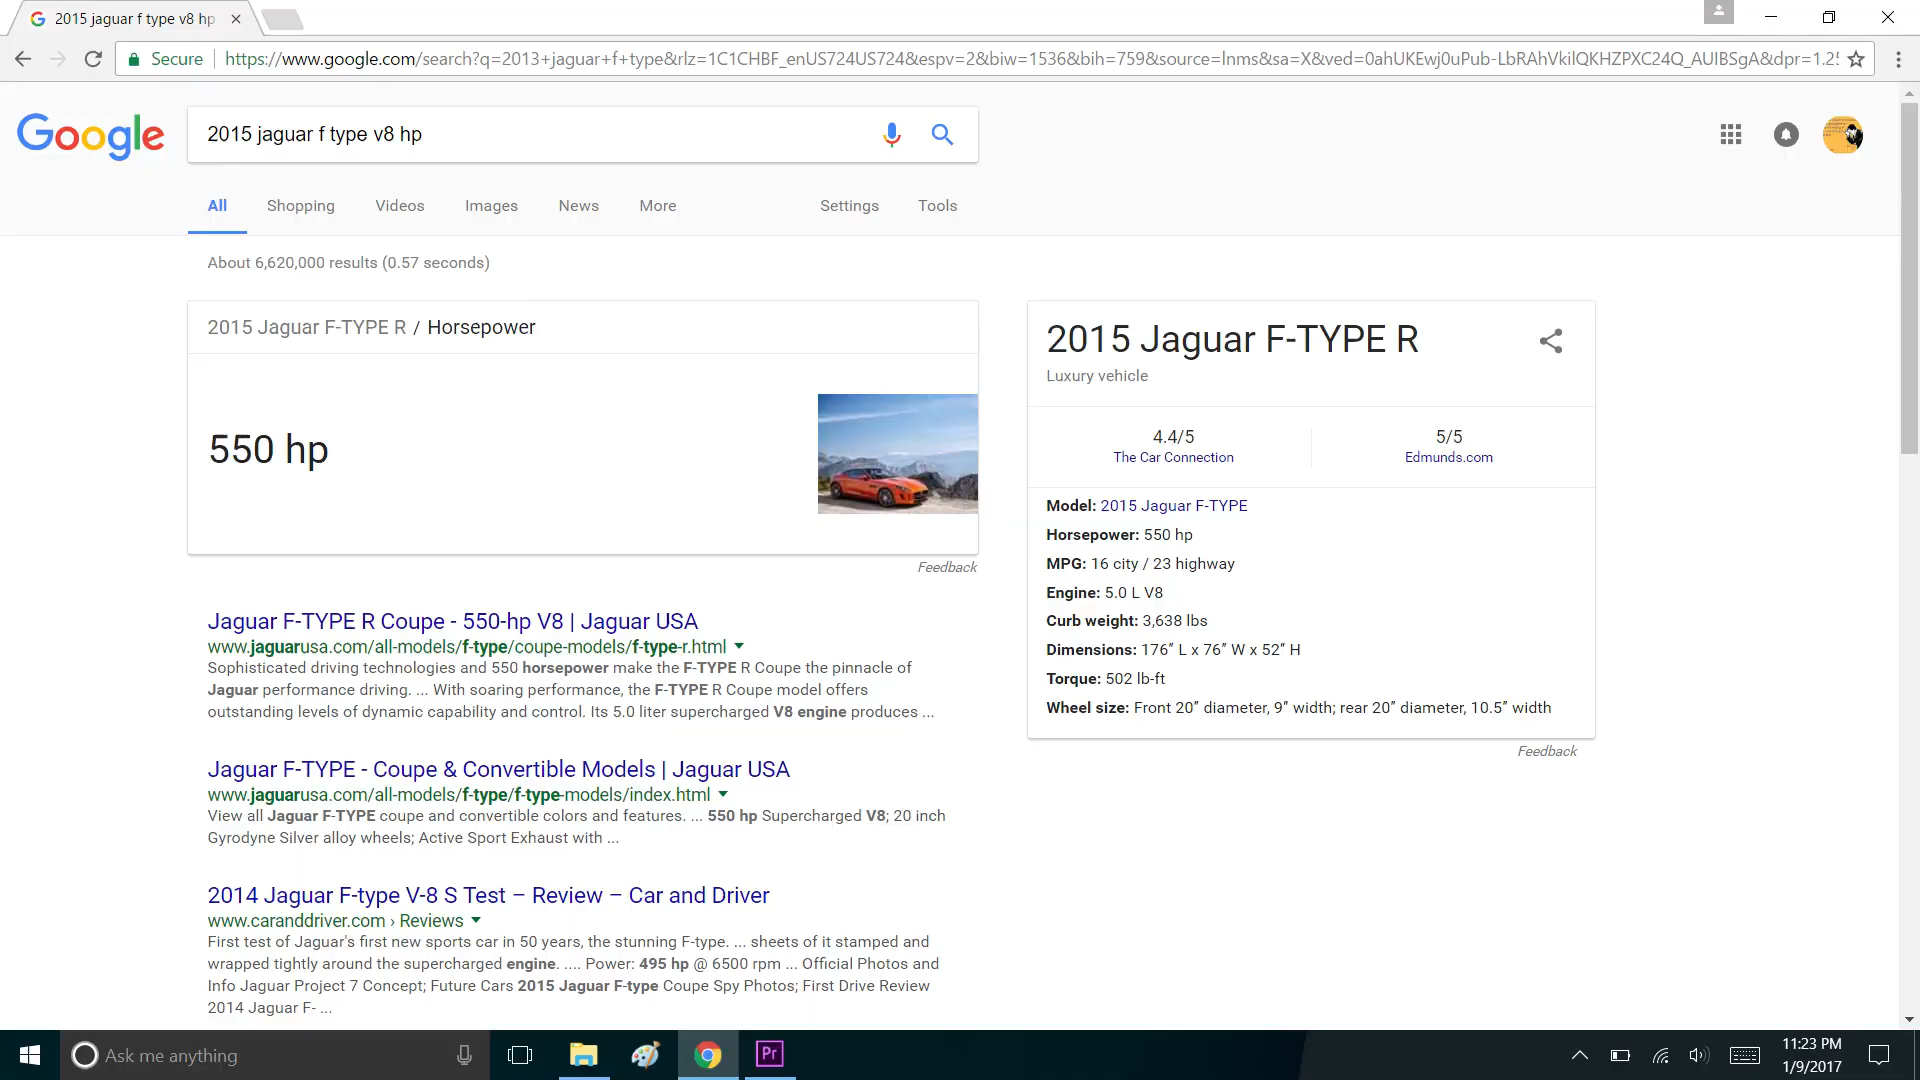 2015 jaguar f type v8 hp
Secure https://www.google.com/search?q=2013+jaguar+f+type&rlz=1C1CHBF_enUS724US724&espv=2&biw=1536&bih=759&source=lnms&sa=X&ved=0ahUKEwj0uPub-LbRAhVkilQKHZPXC24Q_AUIBSgA&dpr=1.25
Google
2015 jaguar f type v8 hp
All Shopping Videos Images News More Settings Tools
About 6,620,000 results (0.57 seconds)
2015 Jaguar F-TYPE R / Horsepower
550 hp
Feedback
Jaguar F-TYPE R Coupe - 550-hp V8 | Jaguar USA
www.jaguarusa.com/all-models/f-type/coupe-models/f-type-r.html
Sophisticated driving technologies and 550 horsepower make the F-TYPE R Coupe the pinnacle of
Jaguar performance driving. ... With soaring performance, the F-TYPE R Coupe model offers
outstanding levels of dynamic capability and control. Its 5.0 liter supercharged V8 engine produces ...
Jaguar F-TYPE - Coupe & Convertible Models | Jaguar USA
www.jaguarusa.com/all-models/f-type/f-type-models/index.html
View all Jaguar F-TYPE coupe and convertible colors and features. ... 550 hp Supercharged V8; 20 inch
Gyrodyne Silver alloy wheels; Active Sport Exhaust with ...
2014 Jaguar F-type V-8 S Test – Review – Car and Driver
www.caranddriver.com › Reviews
First test of Jaguar's first new sports car in 50 years, the stunning F-type. ... sheets of it stamped and
wrapped tightly around the supercharged engine. .... Power: 495 hp @ 6500 rpm ... Official Photos and
Info Jaguar Project 7 Concept; Future Cars 2015 Jaguar F-type Coupe Spy Photos; First Drive Review
2014 Jaguar F- ...
2015 Jaguar F-TYPE R
Luxury vehicle
4.4/5
The Car Connection
5/5
Edmunds.com
Model: 2015 Jaguar F-TYPE
Horsepower: 550 hp
MPG: 16 city / 23 highway
Engine: 5.0 L V8
Curb weight: 3,638 lbs
Dimensions: 176″ L x 76″ W x 52″ H
Torque: 502 lb-ft
Wheel size: Front 20″ diameter, 9″ width; rear 20″ diameter, 10.5″ width
Feedback
Ask me anything
Pr
11:23 PM
1/9/2017